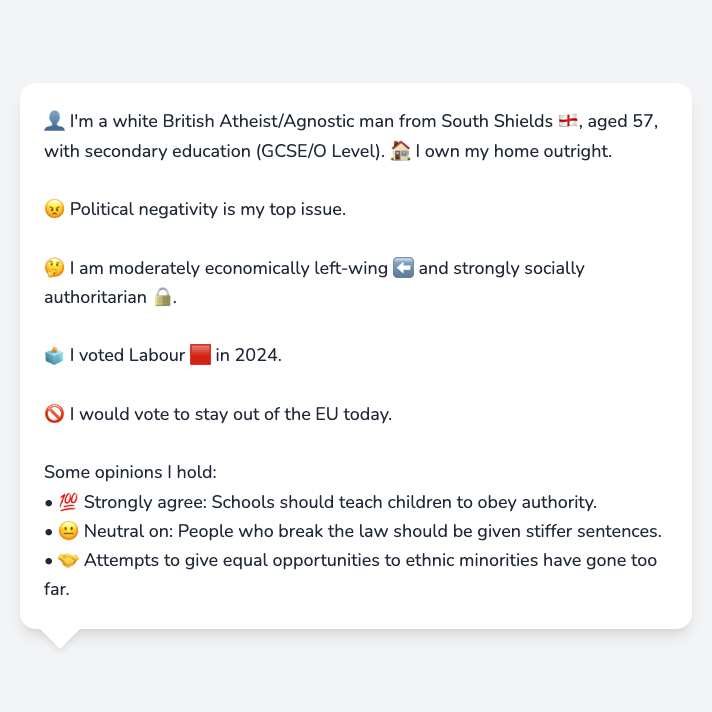 👤 I'm a white British Atheist/Agnostic man from South Shields 🏴󠁧󠁢󠁥󠁮󠁧󠁿, aged 57,
with secondary education (GCSE/O Level). 🏠 I own my home outright.
😠 Political negativity is my top issue.
🤔 I am moderately economically left-wing ⬅️ and strongly socially
authoritarian 🔒.
🗳️ I voted Labour 🟥 in 2024.
🚫 I would vote to stay out of the EU today.
Some opinions I hold:
• 💯 Strongly agree: Schools should teach children to obey authority.
• 😐 Neutral on: People who break the law should be given stiffer sentences.
• 🤝 Attempts to give equal opportunities to ethnic minorities have gone too
far.